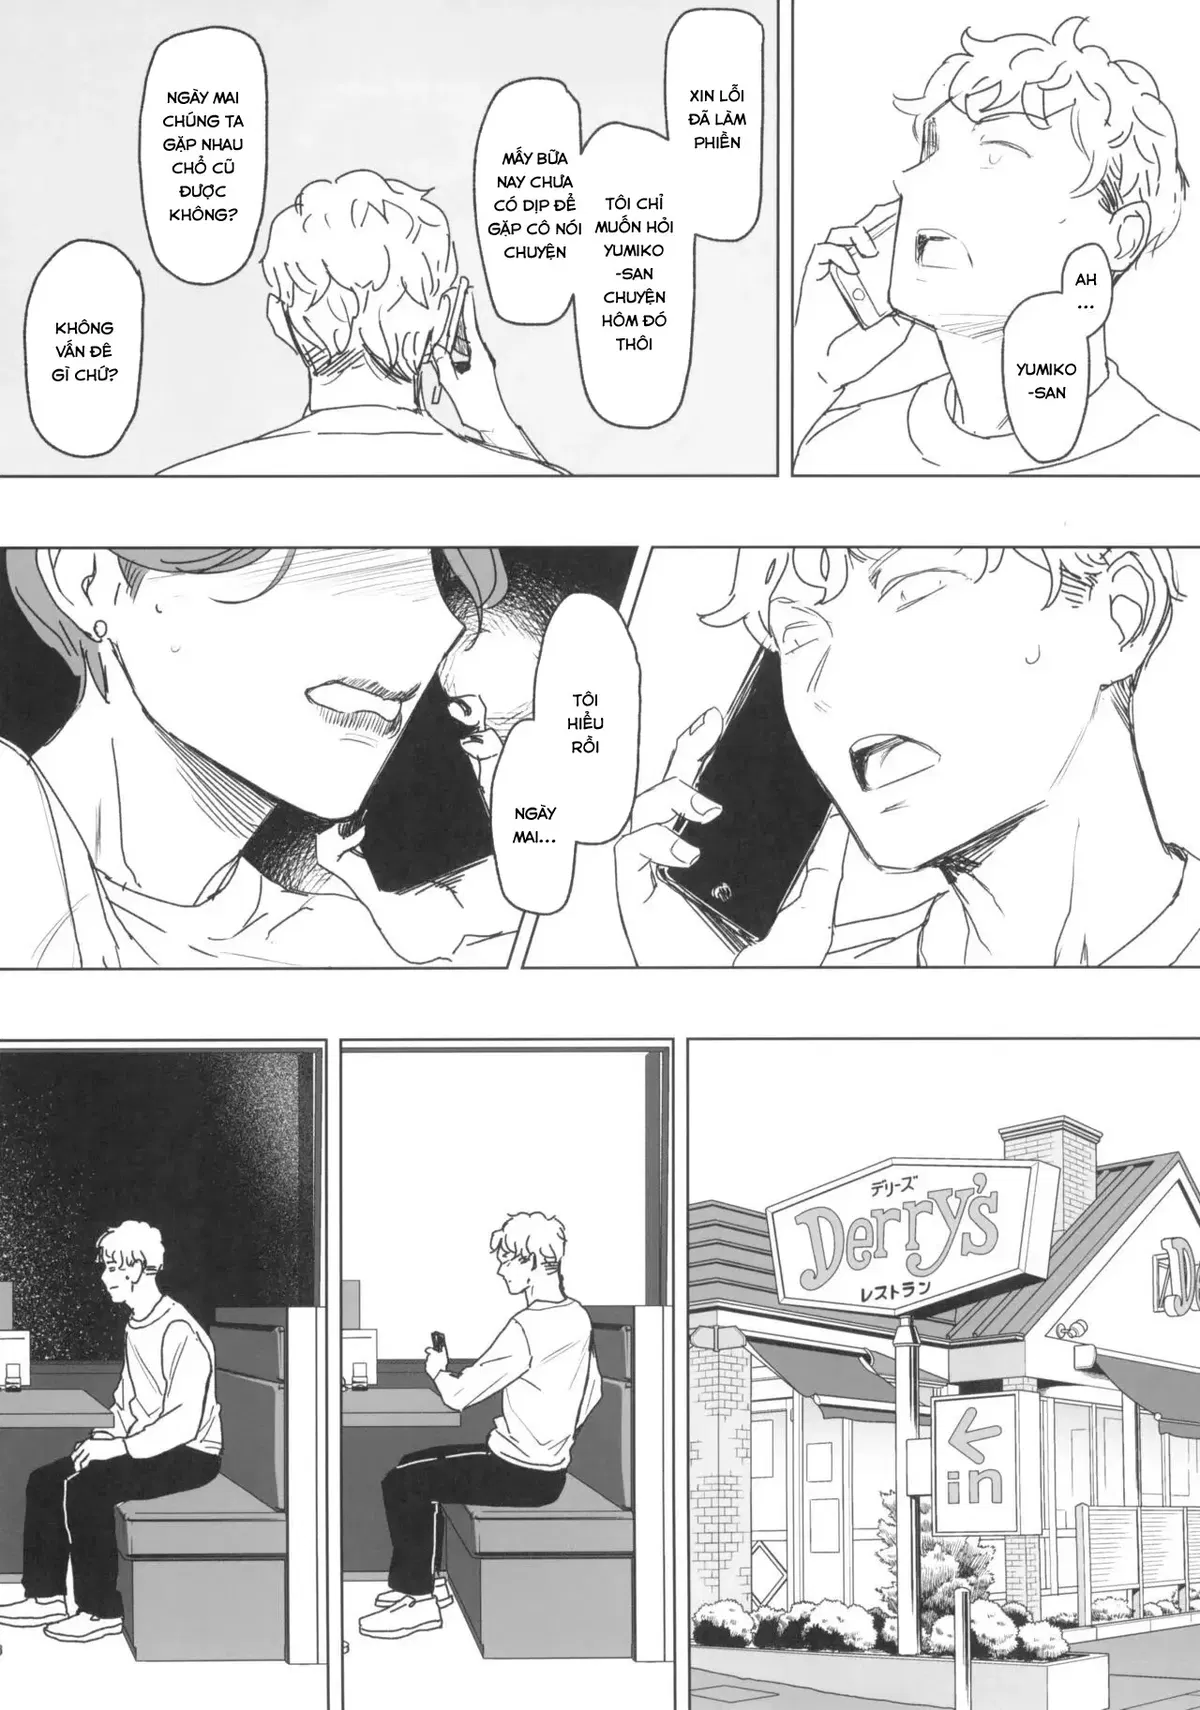 AH
...
YUMIKO
-SAN
XIN LỖI
ĐÃ LÀM
PHIỀN
TÔI CHỈ
MUỐN HỎI
YUMIKO
-SAN
CHUYỆN
HÔM ĐÓ
THÔI
MẤY BỮA
NAY CHƯA
CÓ DỊP ĐỂ
GẶP CÔ NÓI
CHUYỆN
NGÀY MAI
CHÚNG TA
GẶP NHAU
CHỔ CŨ
ĐƯỢC
KHÔNG?
KHÔNG
VẤN ĐÊ
GÌ CHỨ?
TÔI
HIỂU
RỒI
NGÀY
MAI...
デリーズ
Derry's
レストラン
in